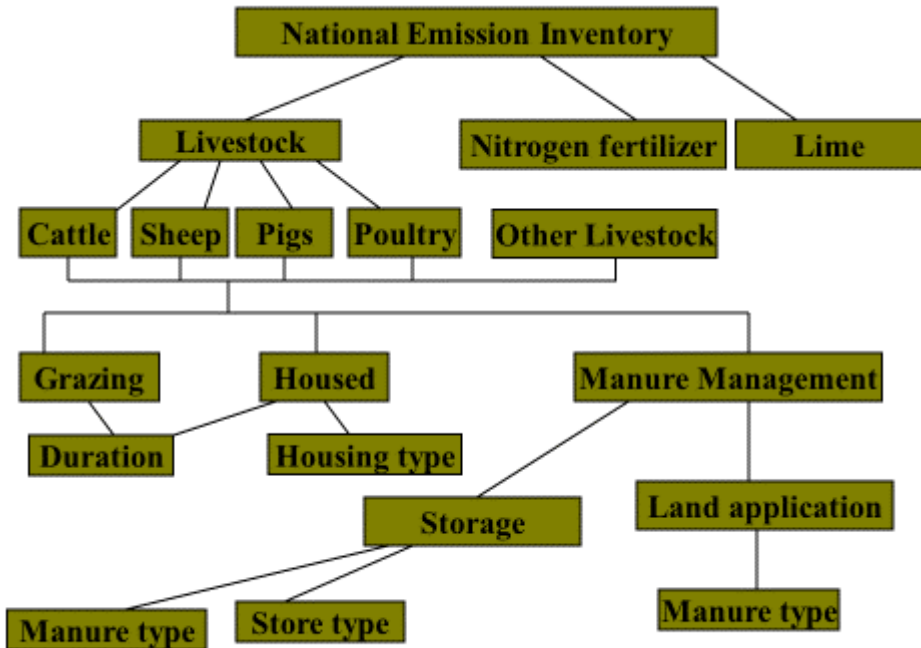 National Emission Inventory
Livestock
Nitrogen fertilizer
Lime
Cattle
Sheep
Pigs
Poultry
Other Livestock
Grazing
Housed
Manure Management
Duration
Housing type
Storage
Land application
Manure type
Store type
Manure type